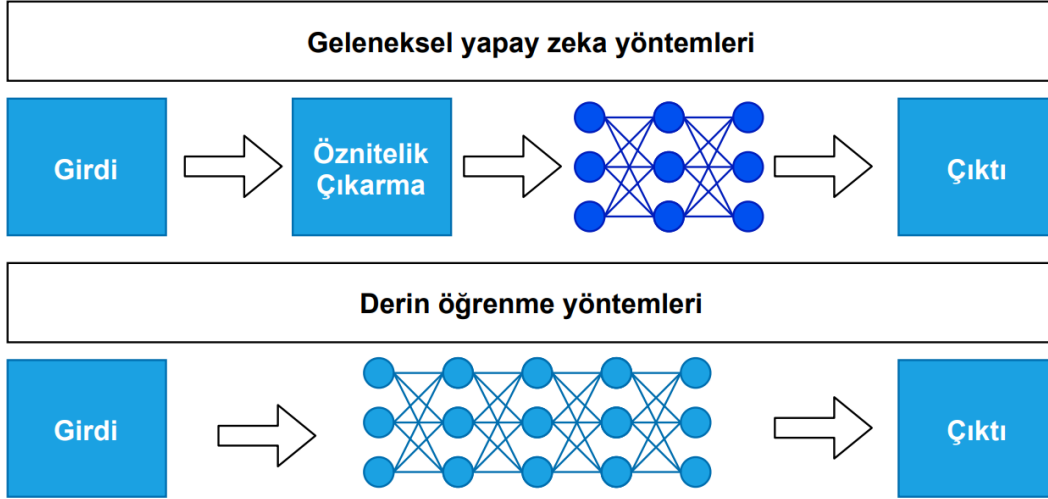 Geleneksel yapay zeka yöntemleri
Girdi
Öznitelik
Çıkarma
Çıktı
Derin öğrenme yöntemleri
Girdi
Çıktı